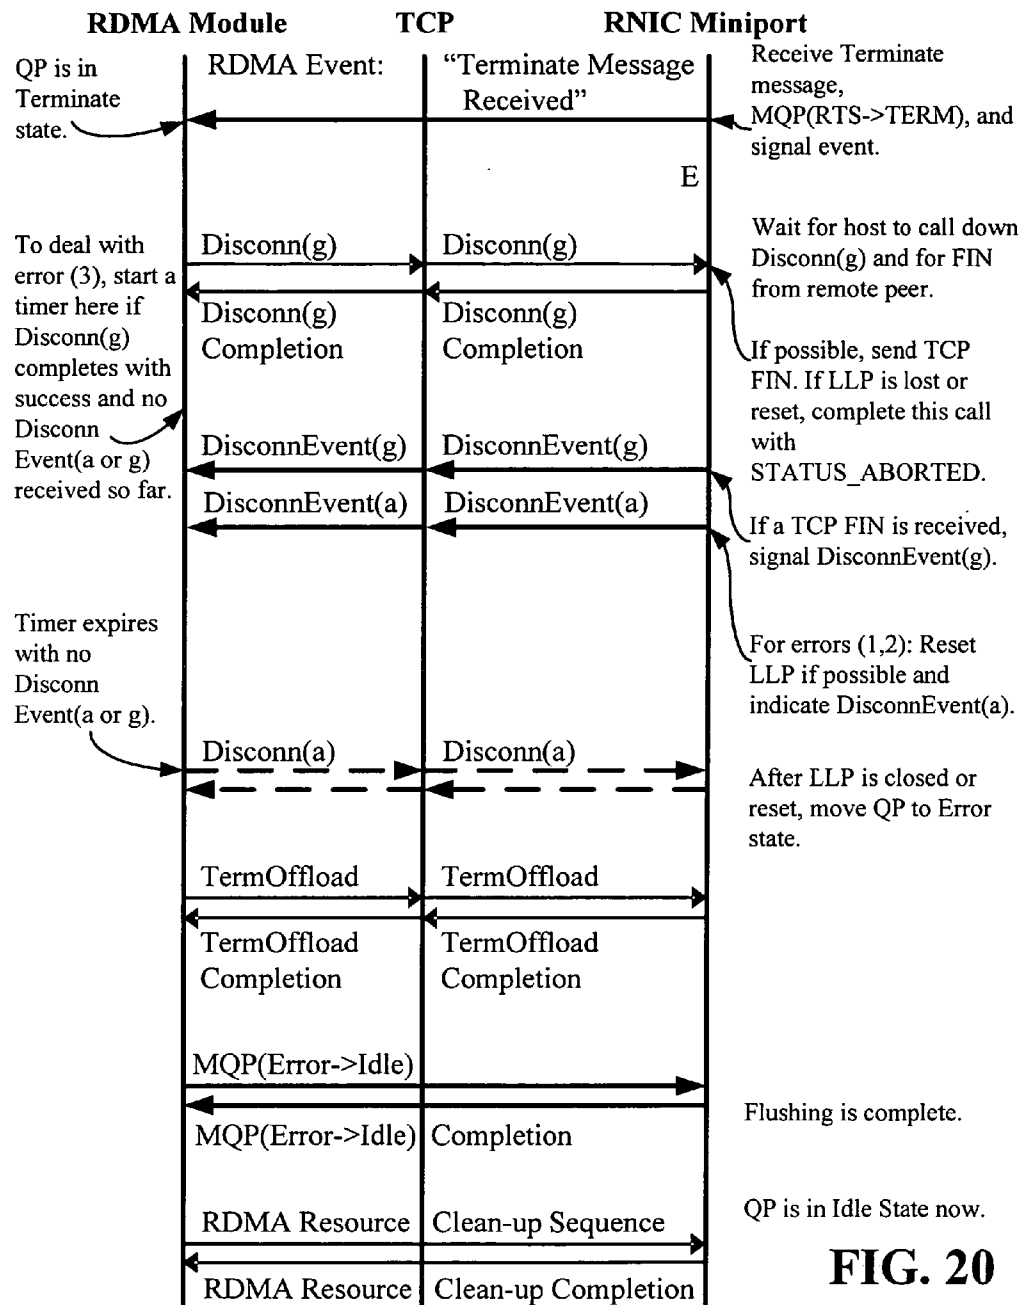 RDMA Module TCP RNIC Miniport
QP is in
Terminate
state.
RDMA Event: "Terminate Message
Received"
Receive Terminate
message,
MQP(RTS->TERM), and
signal event.
E
To deal with
error (3), start a
timer here if
Disconn(g)
completes with
success and no
Disconn
Event(a or g)
received so far.
Disconn(g) Disconn(g)
Disconn(g) Disconn(g)
Completion Completion
Wait for host to call down
Disconn(g) and for FIN
from remote peer.
If possible, send TCP
FIN. If LLP is lost or
reset, complete this call
with
STATUS_ABORTED.
DisconnEvent(g) DisconnEvent(g)
DisconnEvent(a) DisconnEvent(a)
If a TCP FIN is received,
signal DisconnEvent(g).
For errors (1,2): Reset
LLP if possible and
indicate DisconnEvent(a).
Timer expires
with no
Disconn
Event(a or g).
Disconn(a) Disconn(a)
After LLP is closed or
reset, move QP to Error
state.
TermOffload TermOffload
TermOffload TermOffload
Completion Completion
MQP(Error->Idle)
MQP(Error->Idle) Completion
Flushing is complete.
RDMA Resource Clean-up Sequence
QP is in Idle State now.
RDMA Resource Clean-up Completion
FIG. 20